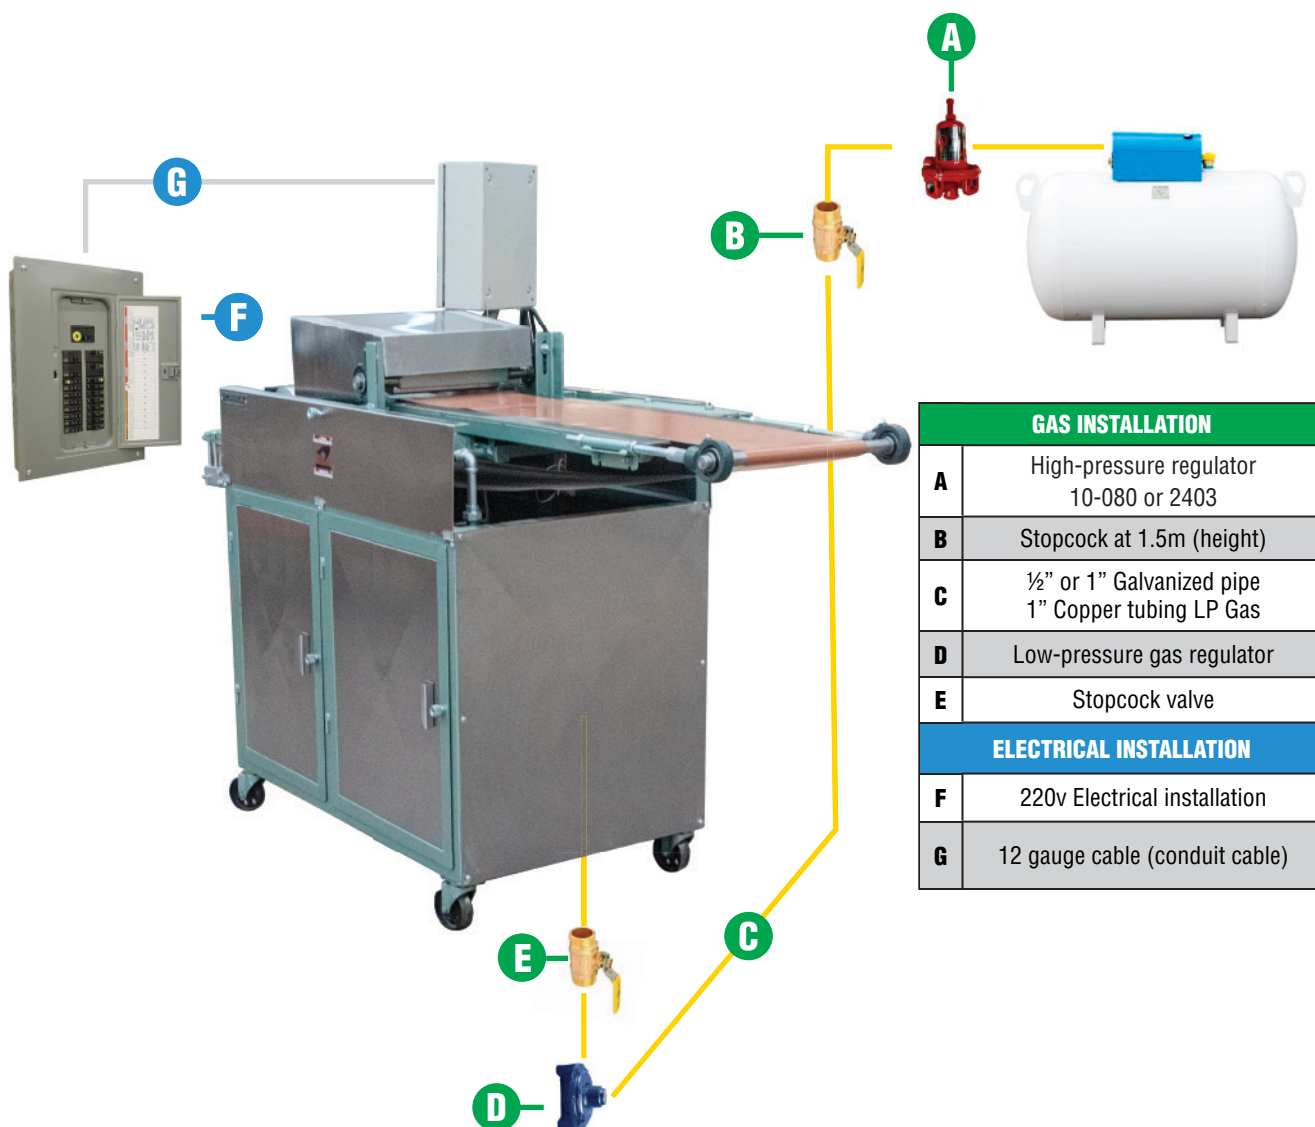 A
G
B
F
GAS INSTALLATION
A
High-pressure regulator
10-080 or 2403
B
Stopcock at 1.5m (height)
C
½” or 1” Galvanized pipe
1” Copper tubing LP Gas
D
Low-pressure gas regulator
E
Stopcock valve
ELECTRICAL INSTALLATION
F
220v Electrical installation
G
12 gauge cable (conduit cable)
C
E
D